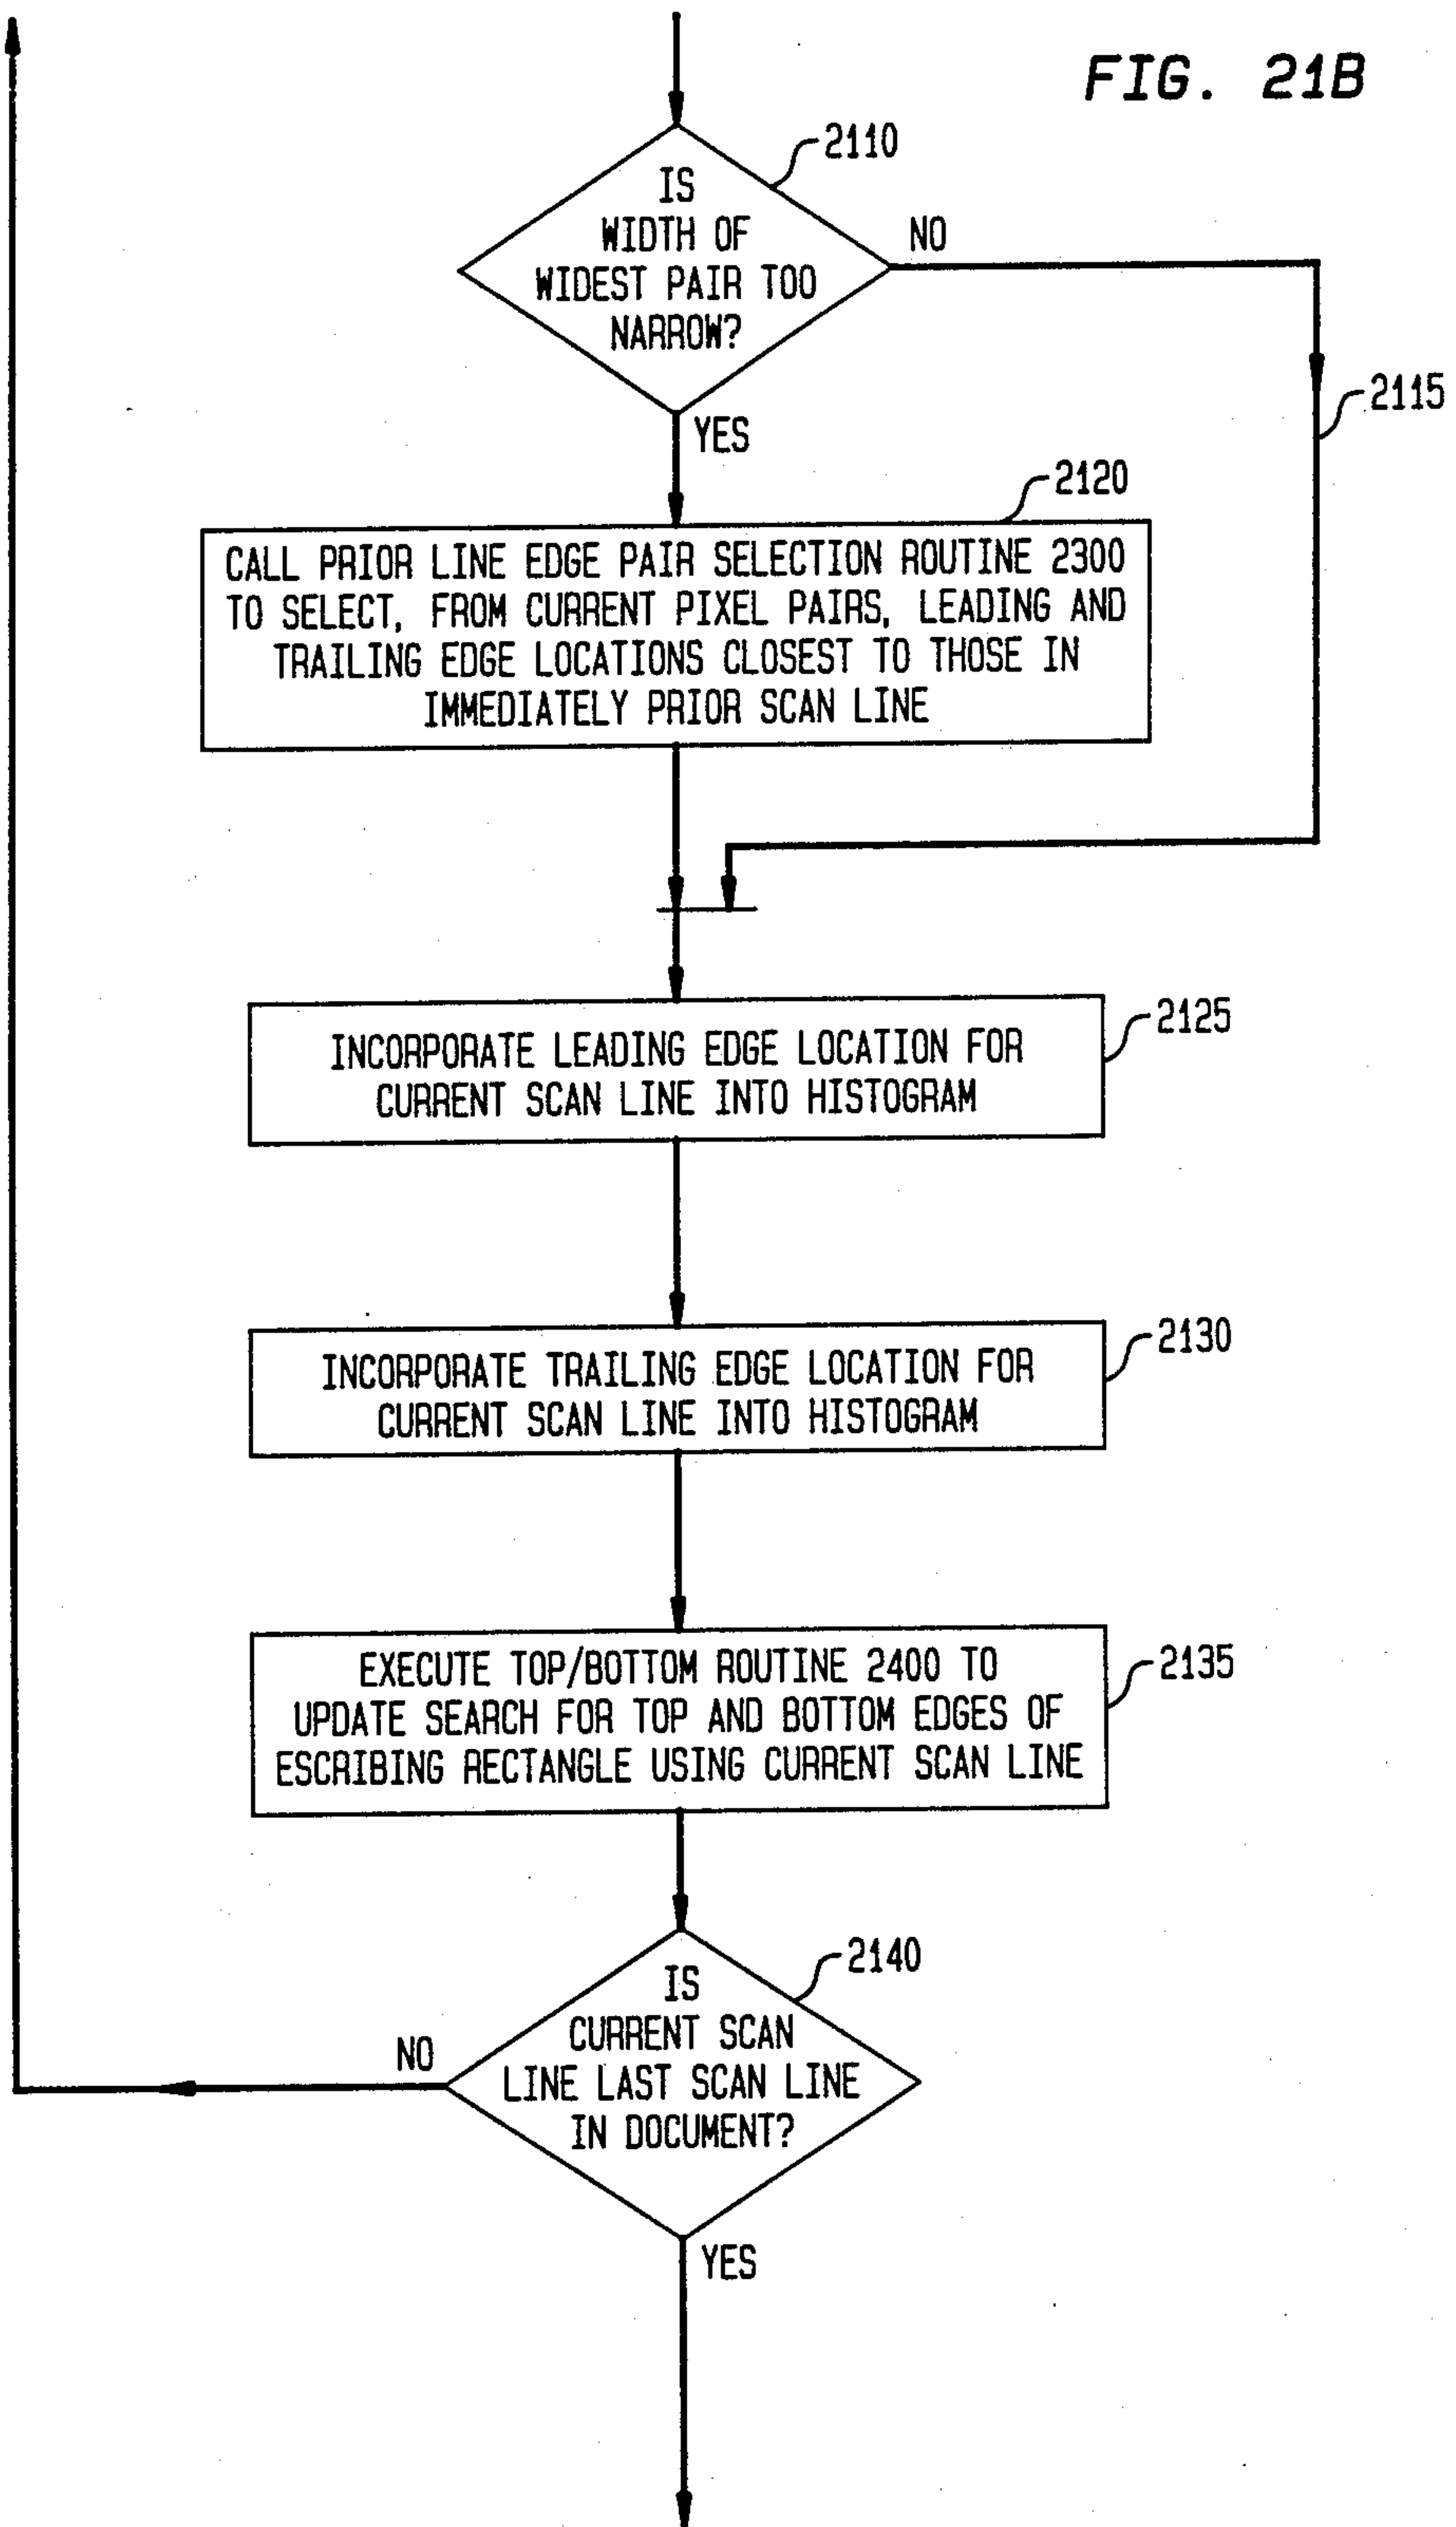 FIG. 21B
2110
IS
WIDTH OF
WIDEST PAIR TOO
NARROW?
NO
2115
YES
2120
CALL PRIOR LINE EDGE PAIR SELECTION ROUTINE 2300
TO SELECT, FROM CURRENT PIXEL PAIRS, LEADING AND
TRAILING EDGE LOCATIONS CLOSEST TO THOSE IN
IMMEDIATELY PRIOR SCAN LINE
2125
INCORPORATE LEADING EDGE LOCATION FOR
CURRENT SCAN LINE INTO HISTOGRAM
2130
INCORPORATE TRAILING EDGE LOCATION FOR
CURRENT SCAN LINE INTO HISTOGRAM
2135
EXECUTE TOP/BOTTOM ROUTINE 2400 TO
UPDATE SEARCH FOR TOP AND BOTTOM EDGES OF
ESCRIBING RECTANGLE USING CURRENT SCAN LINE
2140
IS
CURRENT SCAN
LINE LAST SCAN LINE
IN DOCUMENT?
NO
YES